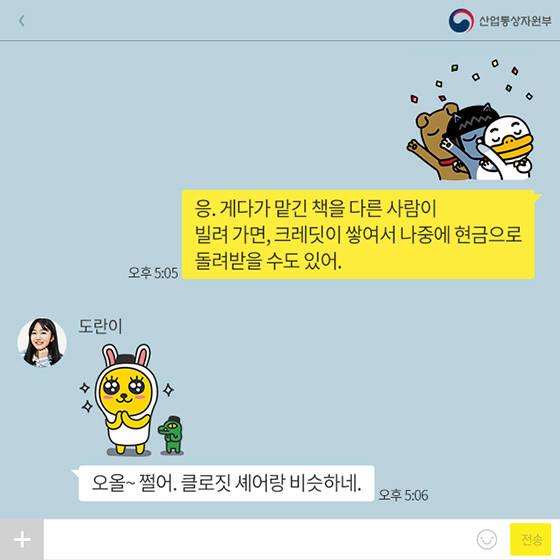 산업통상자원부
응. 게다가 맡긴 책을 다른 사람이
빌려 가면, 크레딧이 쌓여서 나중에 현금으로
돌려받을 수도 있어.
오후 5:05
도란이
오올~ 쩔어. 클로짓 셰어랑 비슷하네.
오후 5:06
전송